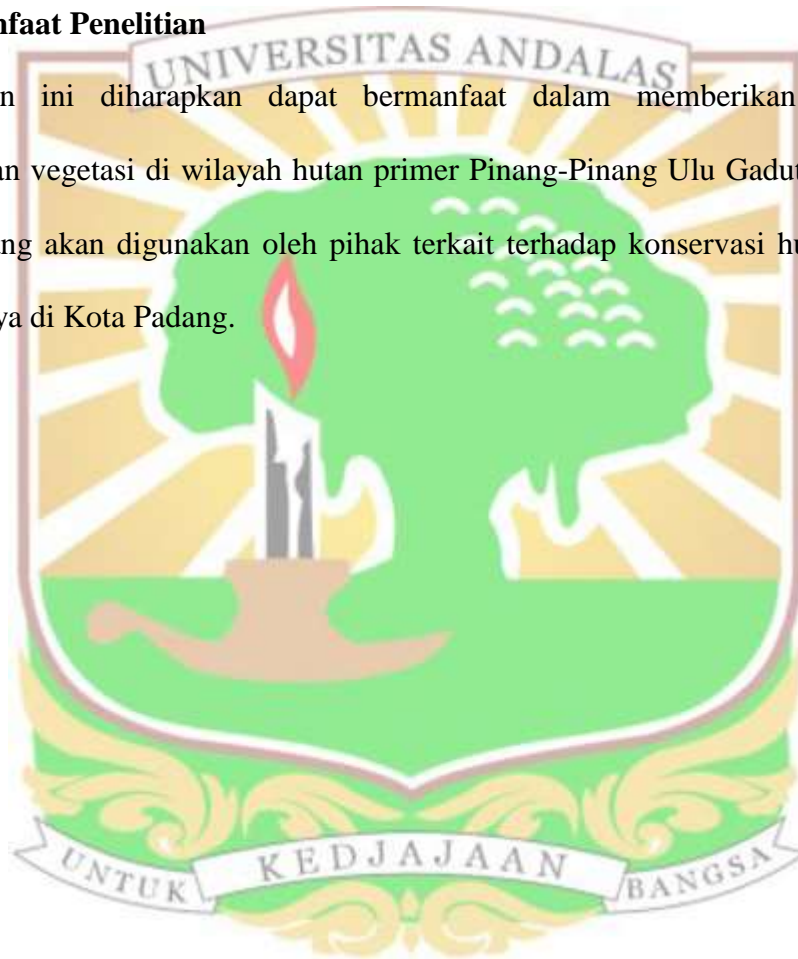 nfaat Penelitian
UNIVERSITAS ANDALAS
n ini diharapkan dapat bermanfaat dalam memberikan
an vegetasi di wilayah hutan primer Pinang-Pinang Ulu Gadut
ang akan digunakan oleh pihak terkait terhadap konservasi hu
ya di Kota Padang.
UNTUK KEDJAJAAN BANGSA